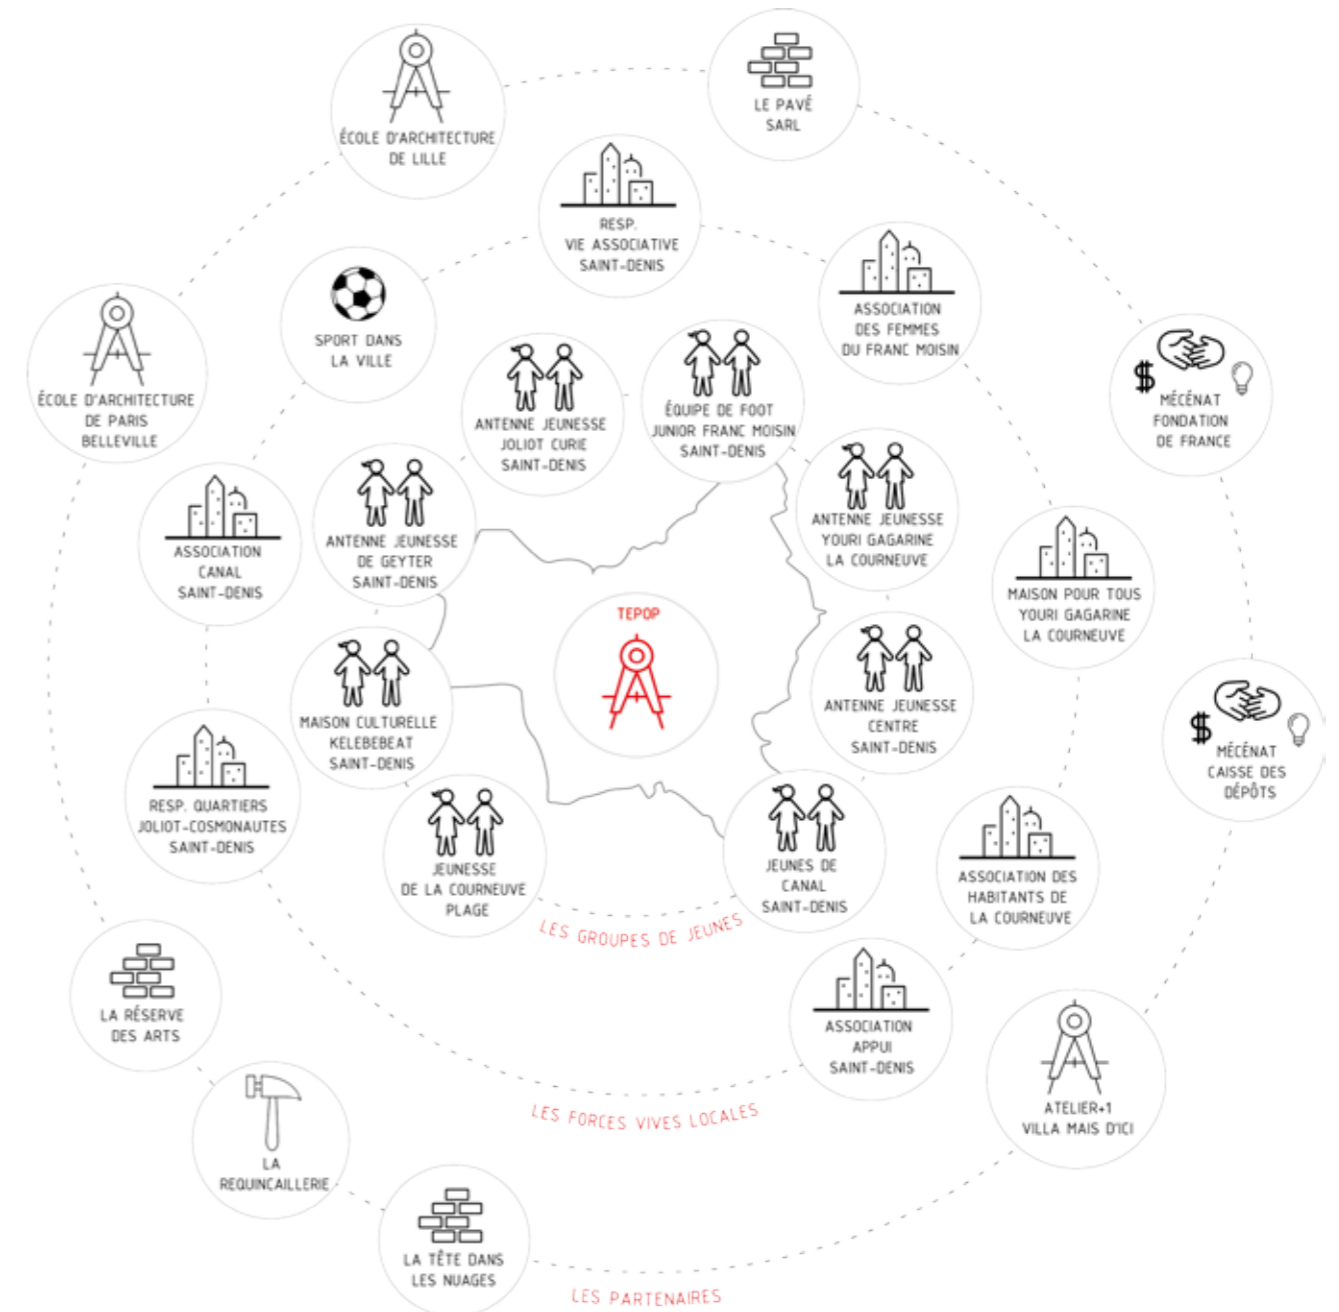 LE PAVÉ
SARL
ÉCOLE D'ARCHITECTURE
DE LILLE
RESP.
VIE ASSOCIATIVE
SAINT-DENIS
ASSOCIATION
DES FEMMES
DU FRANC MOISIN
SPORT DANS
LA VILLE
ÉCOLE D'ARCHITECTURE
DE PARIS
BELLEVILLE
$
MÉCÉNAT
FONDATION
DE FRANCE
ANTENNE JEUNESSE
JOLIOT CURIE
SAINT-DENIS
ÉQUIPE DE FOOT
JUNIOR FRANC MOISIN
SAINT-DENIS
ASSOCIATION
CANAL
SAINT-DENIS
ANTENNE JEUNESSE
DE GEYTER
SAINT-DENIS
ANTENNE JEUNESSE
YOURI GAGARINE
LA COURNEUVE
MAISON POUR TOUS
YOURI GAGARINE
LA COURNEUVE
TEPOP
MAISON CULTURELLE
KELEBEBEAT
SAINT-DENIS
ANTENNE JEUNESSE
CENTRE
SAINT-DENIS
$
MÉCÉNAT
CAISSE DES
DÉPÔTS
RESP. QUARTIERS
JOLIOT-COSMONAUTES
SAINT-DENIS
JEUNESSE
DE LA COURNEUVE
PLAGE
JEUNES DE
CANAL
SAINT-DENIS
ASSOCIATION DES
HABITANTS DE
LA COURNEUVE
LES GROUPES DE JEUNES
LA RÉSERVE
DES ARTS
ASSOCIATION
APPUI
SAINT-DENIS
LES FORCES VIVES LOCALES
ATELIER+1
VILLA MAIS D'ICI
LA
REQUINCAILLERIE
LA TÊTE DANS
LES NUAGES
LES PARTENAIRES